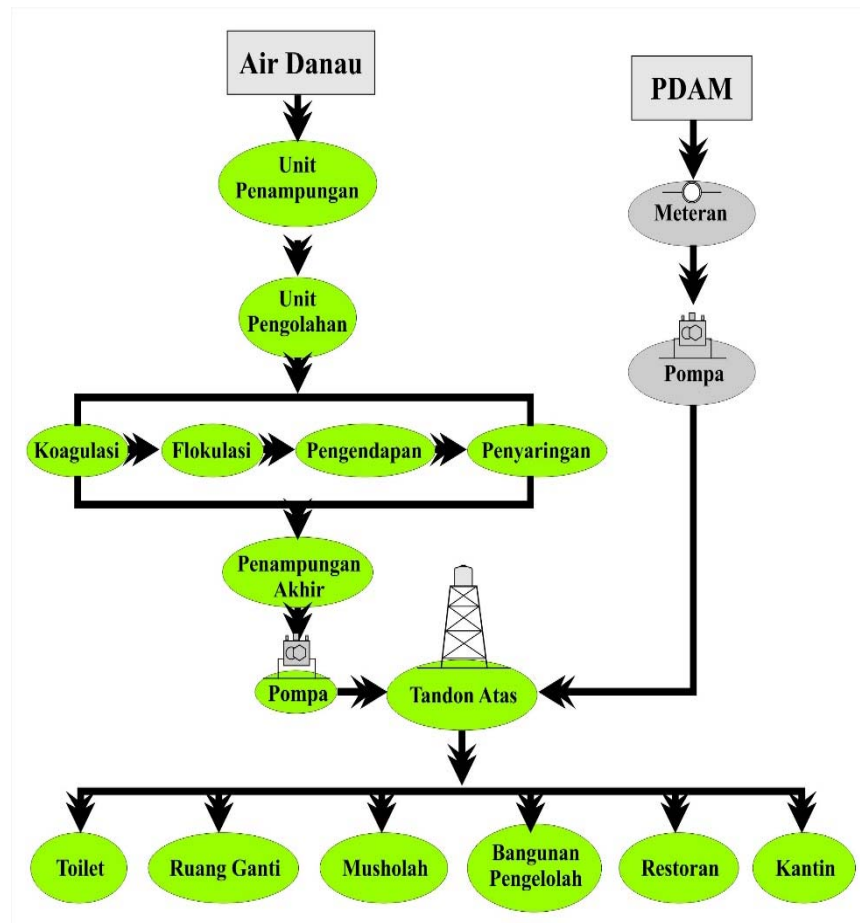 Air Danau
PDAM
Unit
Penampungan
Meteran
Unit
Pengolahan
Pompa
Koagulasi
Flokulasi
Pengendapan
Penyaringan
Penampungan
Akhir
Pompa
Tandon Atas
Toilet
Ruang Ganti
Musholah
Bangunan
Pengelolah
Restoran
Kantin